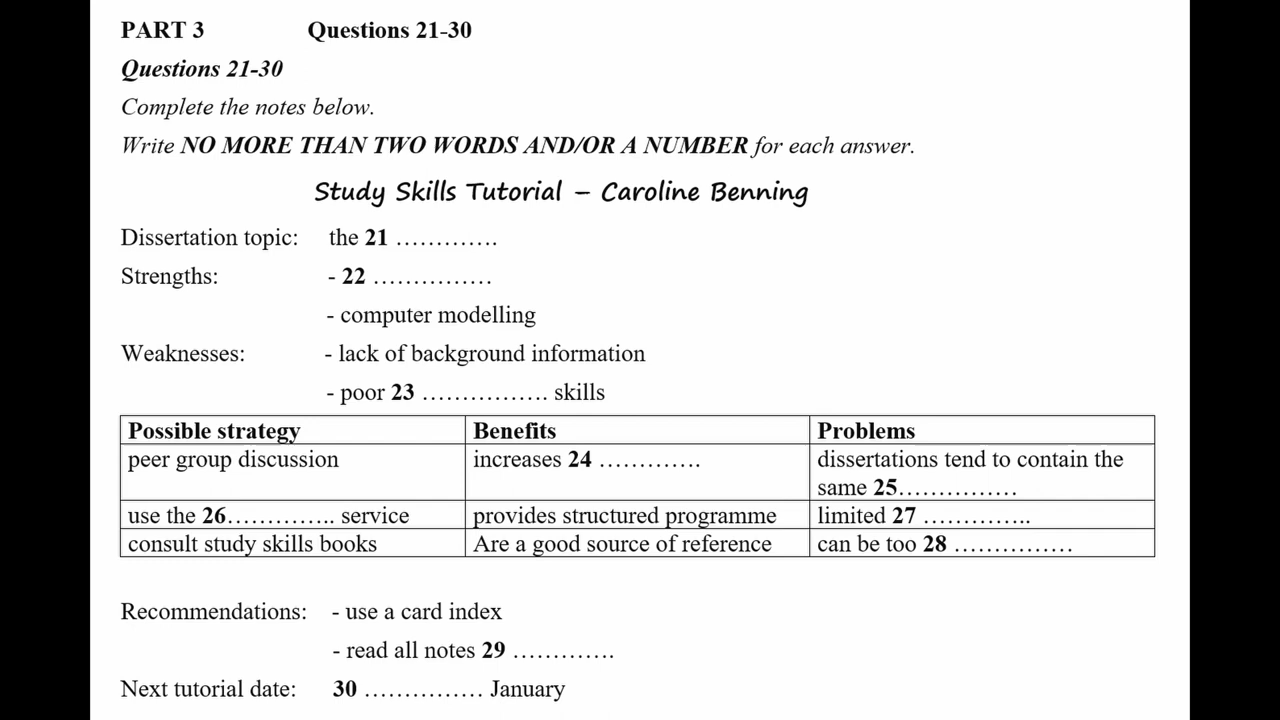 PART 3 Questions 21-30
Questions 21-30
Complete the notes below.
Write NO MORE THAN TWO WORDS AND/OR A NUMBER for each answer.
Study Skills Tutorial – Caroline Benning
Dissertation topic: the 21 ………….
Strengths: - 22 ……………
- computer modelling
Weaknesses: - lack of background information
- poor 23 ……………. skills
Possible strategy Benefits Problems
peer group discussion increases 24 …………. dissertations tend to contain the
same 25……………
use the 26………….. service provides structured programme limited 27 …………..
consult study skills books Are a good source of reference can be too 28 ……………
Recommendations: - use a card index
- read all notes 29 ………….
Next tutorial date: 30 …………… January